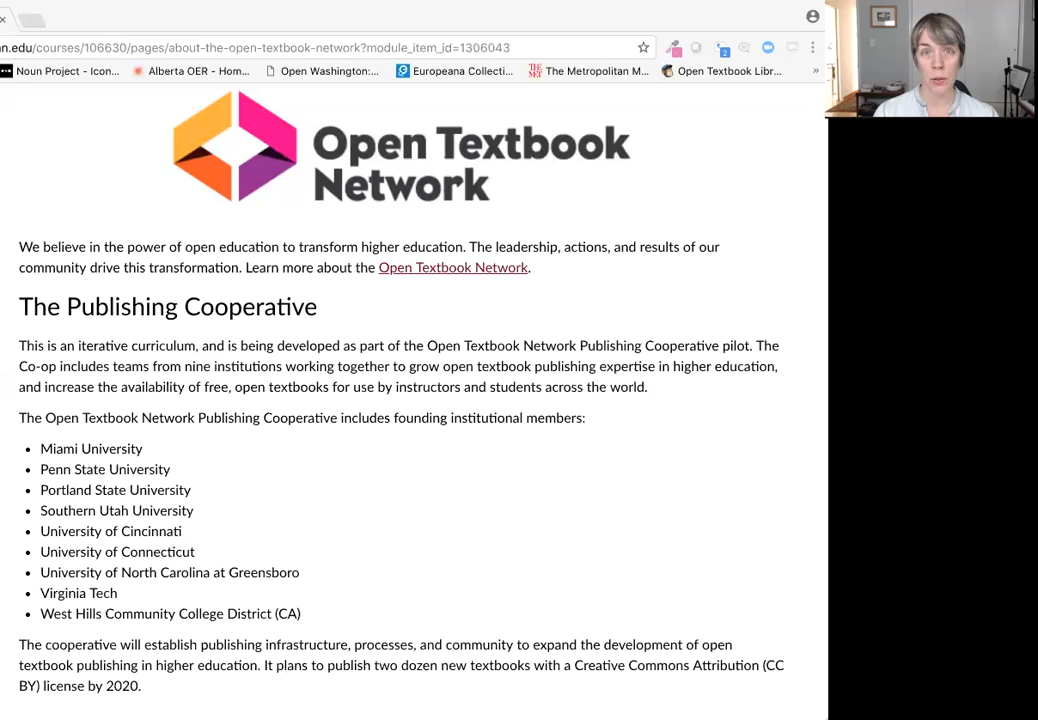 n.edu/courses/106630/pages/about-the-open-textbook-network?module_item_id=1306043
2
Noun Project - Icon... Alberta OER - Hom... Open Washington:... Europeana Collecti... THE MET The Metropolitan M... Open Textbook Libr... »
Open Textbook
Network
We believe in the power of open education to transform higher education. The leadership, actions, and results of our
community drive this transformation. Learn more about the Open Textbook Network.
The Publishing Cooperative
This is an iterative curriculum, and is being developed as part of the Open Textbook Network Publishing Cooperative pilot. The
Co-op includes teams from nine institutions working together to grow open textbook publishing expertise in higher education,
and increase the availability of free, open textbooks for use by instructors and students across the world.
The Open Textbook Network Publishing Cooperative includes founding institutional members:
• Miami University
• Penn State University
• Portland State University
• Southern Utah University
• University of Cincinnati
• University of Connecticut
• University of North Carolina at Greensboro
• Virginia Tech
• West Hills Community College District (CA)
The cooperative will establish publishing infrastructure, processes, and community to expand the development of open
textbook publishing in higher education. It plans to publish two dozen new textbooks with a Creative Commons Attribution (CC
BY) license by 2020.